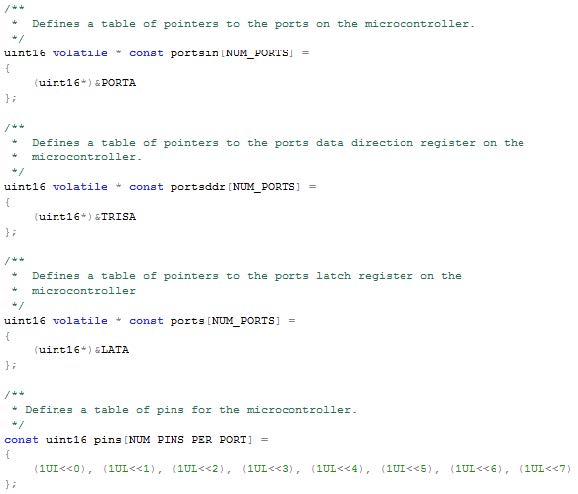 /**
 *  Defines a table of pointers to the ports on the microcontroller.
 */
uint16 volatile * const portsin[NUM_PORTS] =
{
    (uint16*)&PORTA
};
/**
 *  Defines a table of pointers to the ports data direction register on the
 *  microcontroller.
 */
uint16 volatile * const portsddr[NUM_PORTS] =
{
    (uint16*)&TRISA
};
/**
 *  Defines a table of pointers to the ports latch register on the
 *  microcontroller
 */
uint16 volatile * const ports[NUM_PORTS] =
{
    (uint16*)&LATA
};
/**
 * Defines a table of pins for the microcontroller.
 */
const uint16 pins[NUM_PINS_PER_PORT] =
{
    (1UL<<0), (1UL<<1), (1UL<<2), (1UL<<3), (1UL<<4), (1UL<<5), (1UL<<6), (1UL<<7)
};